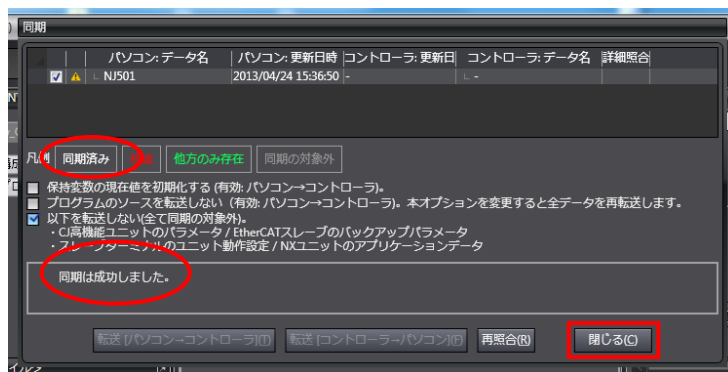 同期
パソコン: データ名 パソコン: 更新日時 コントローラ: 更新日 コントローラ: データ名 詳細照合
NJ501 2013/04/24 15:36:50 - -
凡例 同期済み 他方のみ存在 同期の対象外
保持変数の現在値を初期化する (有効: パソコン→コントローラ)。
プログラムのソースを転送しない (有効: パソコン→コントローラ)。本オプションを変更すると全データを再転送します。
以下を転送しない(全て同期の対象外)。
・CJ高機能ユニットのパラメータ / EtherCATスレーブのバックアップパラメータ
・スレーブターミナルのユニット動作設定 / NXユニットのアプリケーションデータ
同期は成功しました。
転送 [パソコン→コントローラ](T) 転送 [コントローラ→パソコン](F) 再照合(R) 閉じる(C)